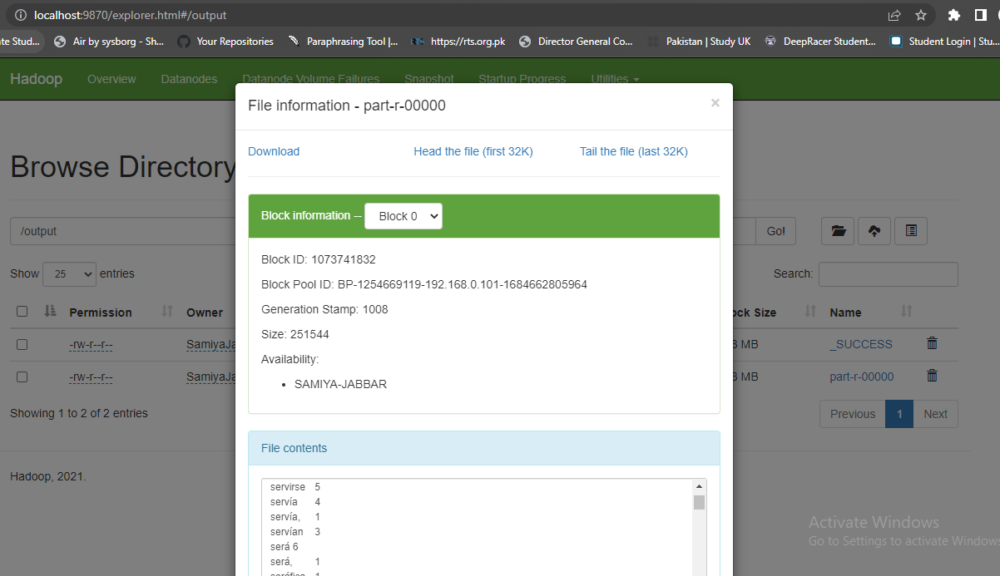 localhost:9870/explorer.html#/output
te Stud... Air by sysborg - Sh... Your Repositories Paraphrasing Tool |... https://rts.org.pk Director General Co... Pakistan | Study UK DeepRacer Student... Student Login | Stu...
Hadoop Overview Datanodes Datanode Volume Failures Snapshot Startup Progress Utilities
File information - part-r-00000 ×
Download Head the file (first 32K) Tail the file (last 32K)
Browse Directory
Block information -- Block 0
/output Go!
Block ID: 1073741832
Show 25 entries Search:
Block Pool ID: BP-1254669119-192.168.0.101-1684662805964
Permission Owner ock Size Name
Generation Stamp: 1008
Size: 251544
-rw-r--r-- SamiyaJa MB _SUCCESS
Availability:
-rw-r--r-- SamiyaJa MB part-r-00000
SAMIYA-JABBAR
Showing 1 to 2 of 2 entries Previous 1 Next
File contents
Hadoop, 2021.
servirse 5
servía 4
servía, 1
servían 3
será 6
será, 1
Activate Windows
Go to Settings to activate Windows